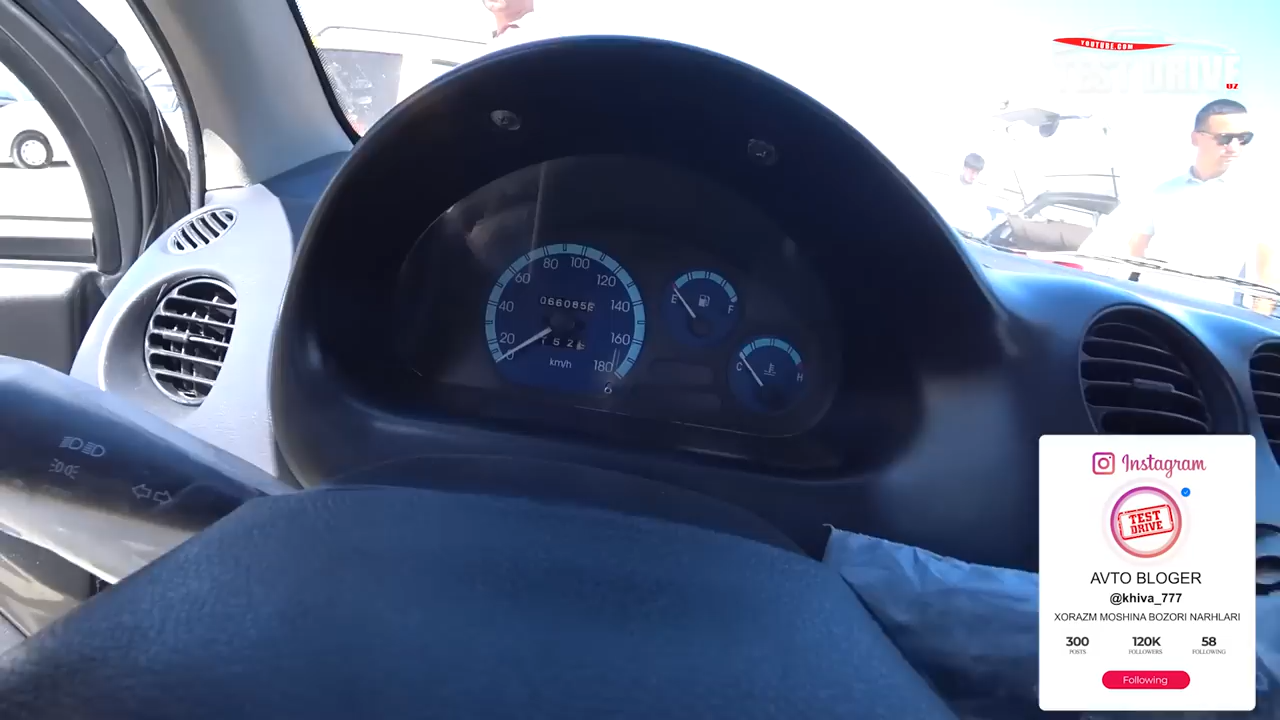 YOUTUBE.COM
TEST DRIVE
UZ
80
100
60
120
40
140
20
160
0
180
km/h
E
F
C
H
Instagram
TEST
DRIVE
AVTO BLOGER
@khiva_777
XORAZM MOSHINA BOZORI NARHLARI
300
120K
58
POSTS
FOLLOWERS
FOLLOWING
Following